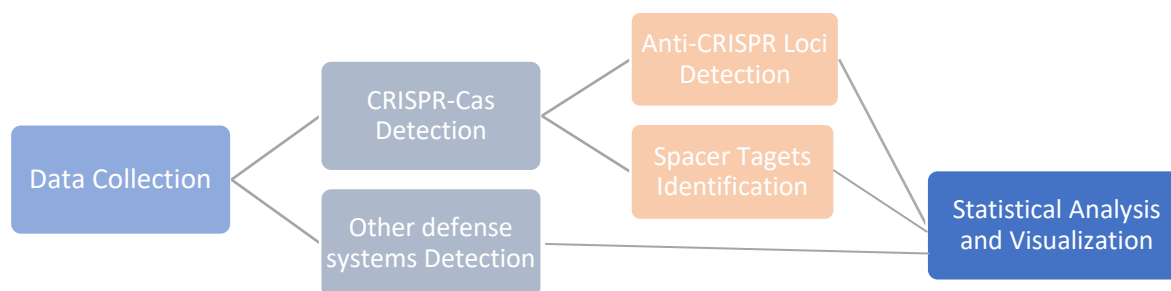 Data Collection
CRISPR-Cas
Detection
Other defense
systems Detection
Anti-CRISPR Loci
Detection
Spacer Tagets
Identification
Statistical Analysis
and Visualization